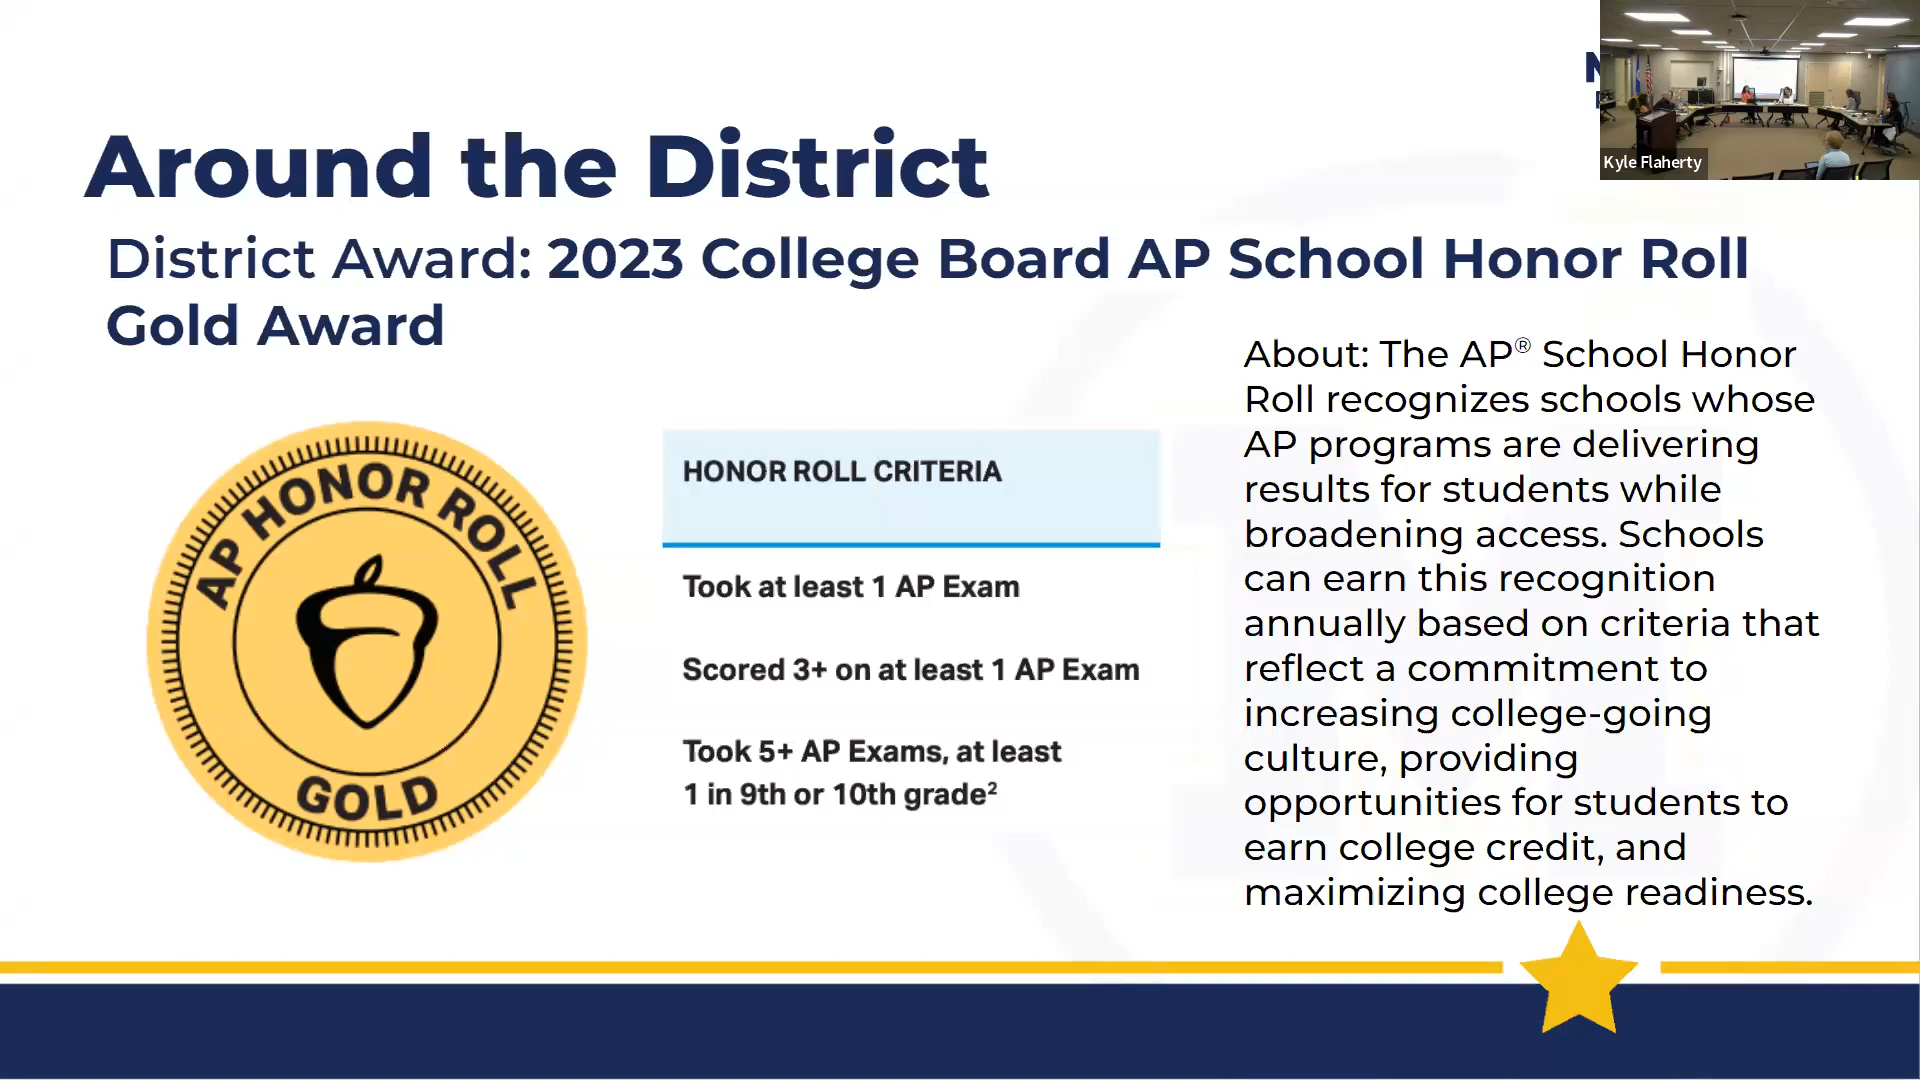 Around the District
District Award: 2023 College Board AP School Honor Roll
Gold Award
AP HONOR ROLL
GOLD
HONOR ROLL CRITERIA
Took at least 1 AP Exam
Scored 3+ on at least 1 AP Exam
Took 5+ AP Exams, at least
1 in 9th or 10th grade²
About: The AP® School Honor
Roll recognizes schools whose
AP programs are delivering
results for students while
broadening access. Schools
can earn this recognition
annually based on criteria that
reflect a commitment to
increasing college-going
culture, providing
opportunities for students to
earn college credit, and
maximizing college readiness.
Kyle Flaherty